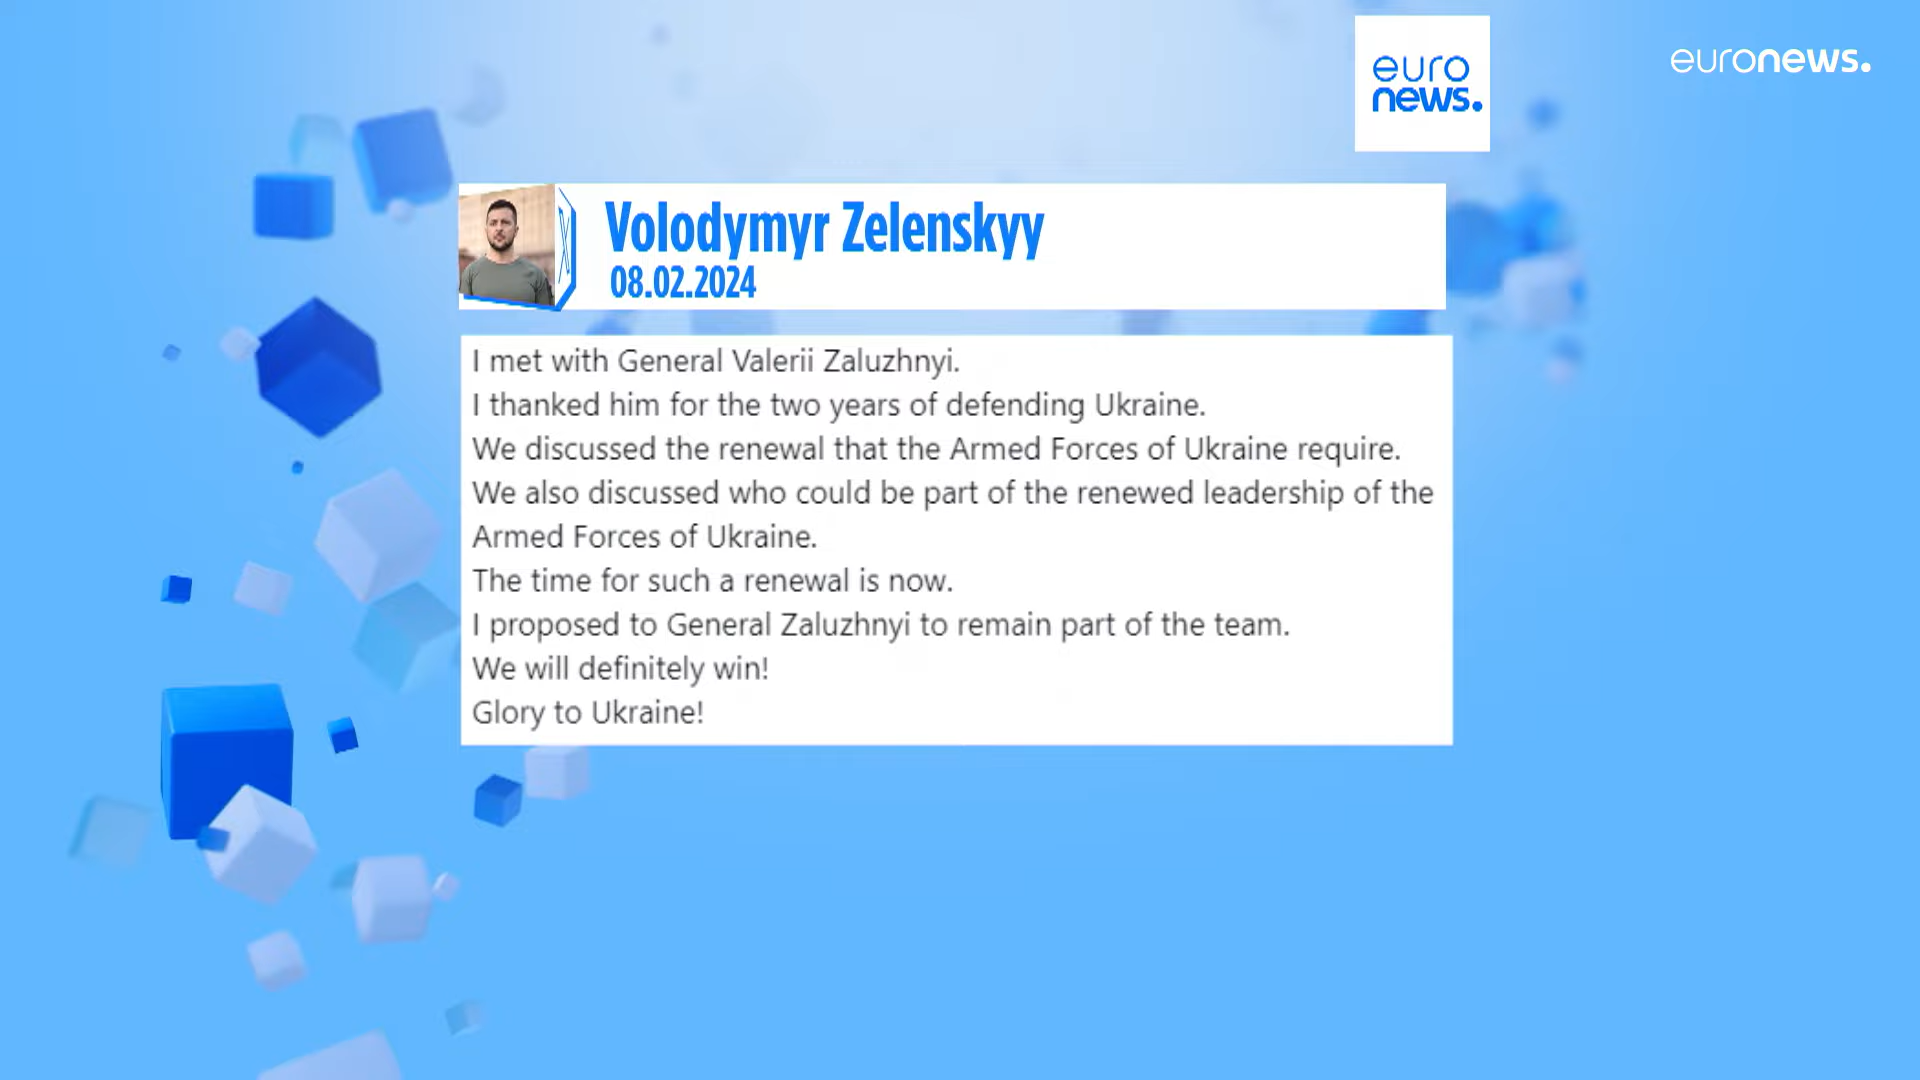 euro
news.
euronews.
X
Volodymyr Zelenskyy
08.02.2024
I met with General Valerii Zaluzhnyi.
I thanked him for the two years of defending Ukraine.
We discussed the renewal that the Armed Forces of Ukraine require.
We also discussed who could be part of the renewed leadership of the
Armed Forces of Ukraine.
The time for such a renewal is now.
I proposed to General Zaluzhnyi to remain part of the team.
We will definitely win!
Glory to Ukraine!